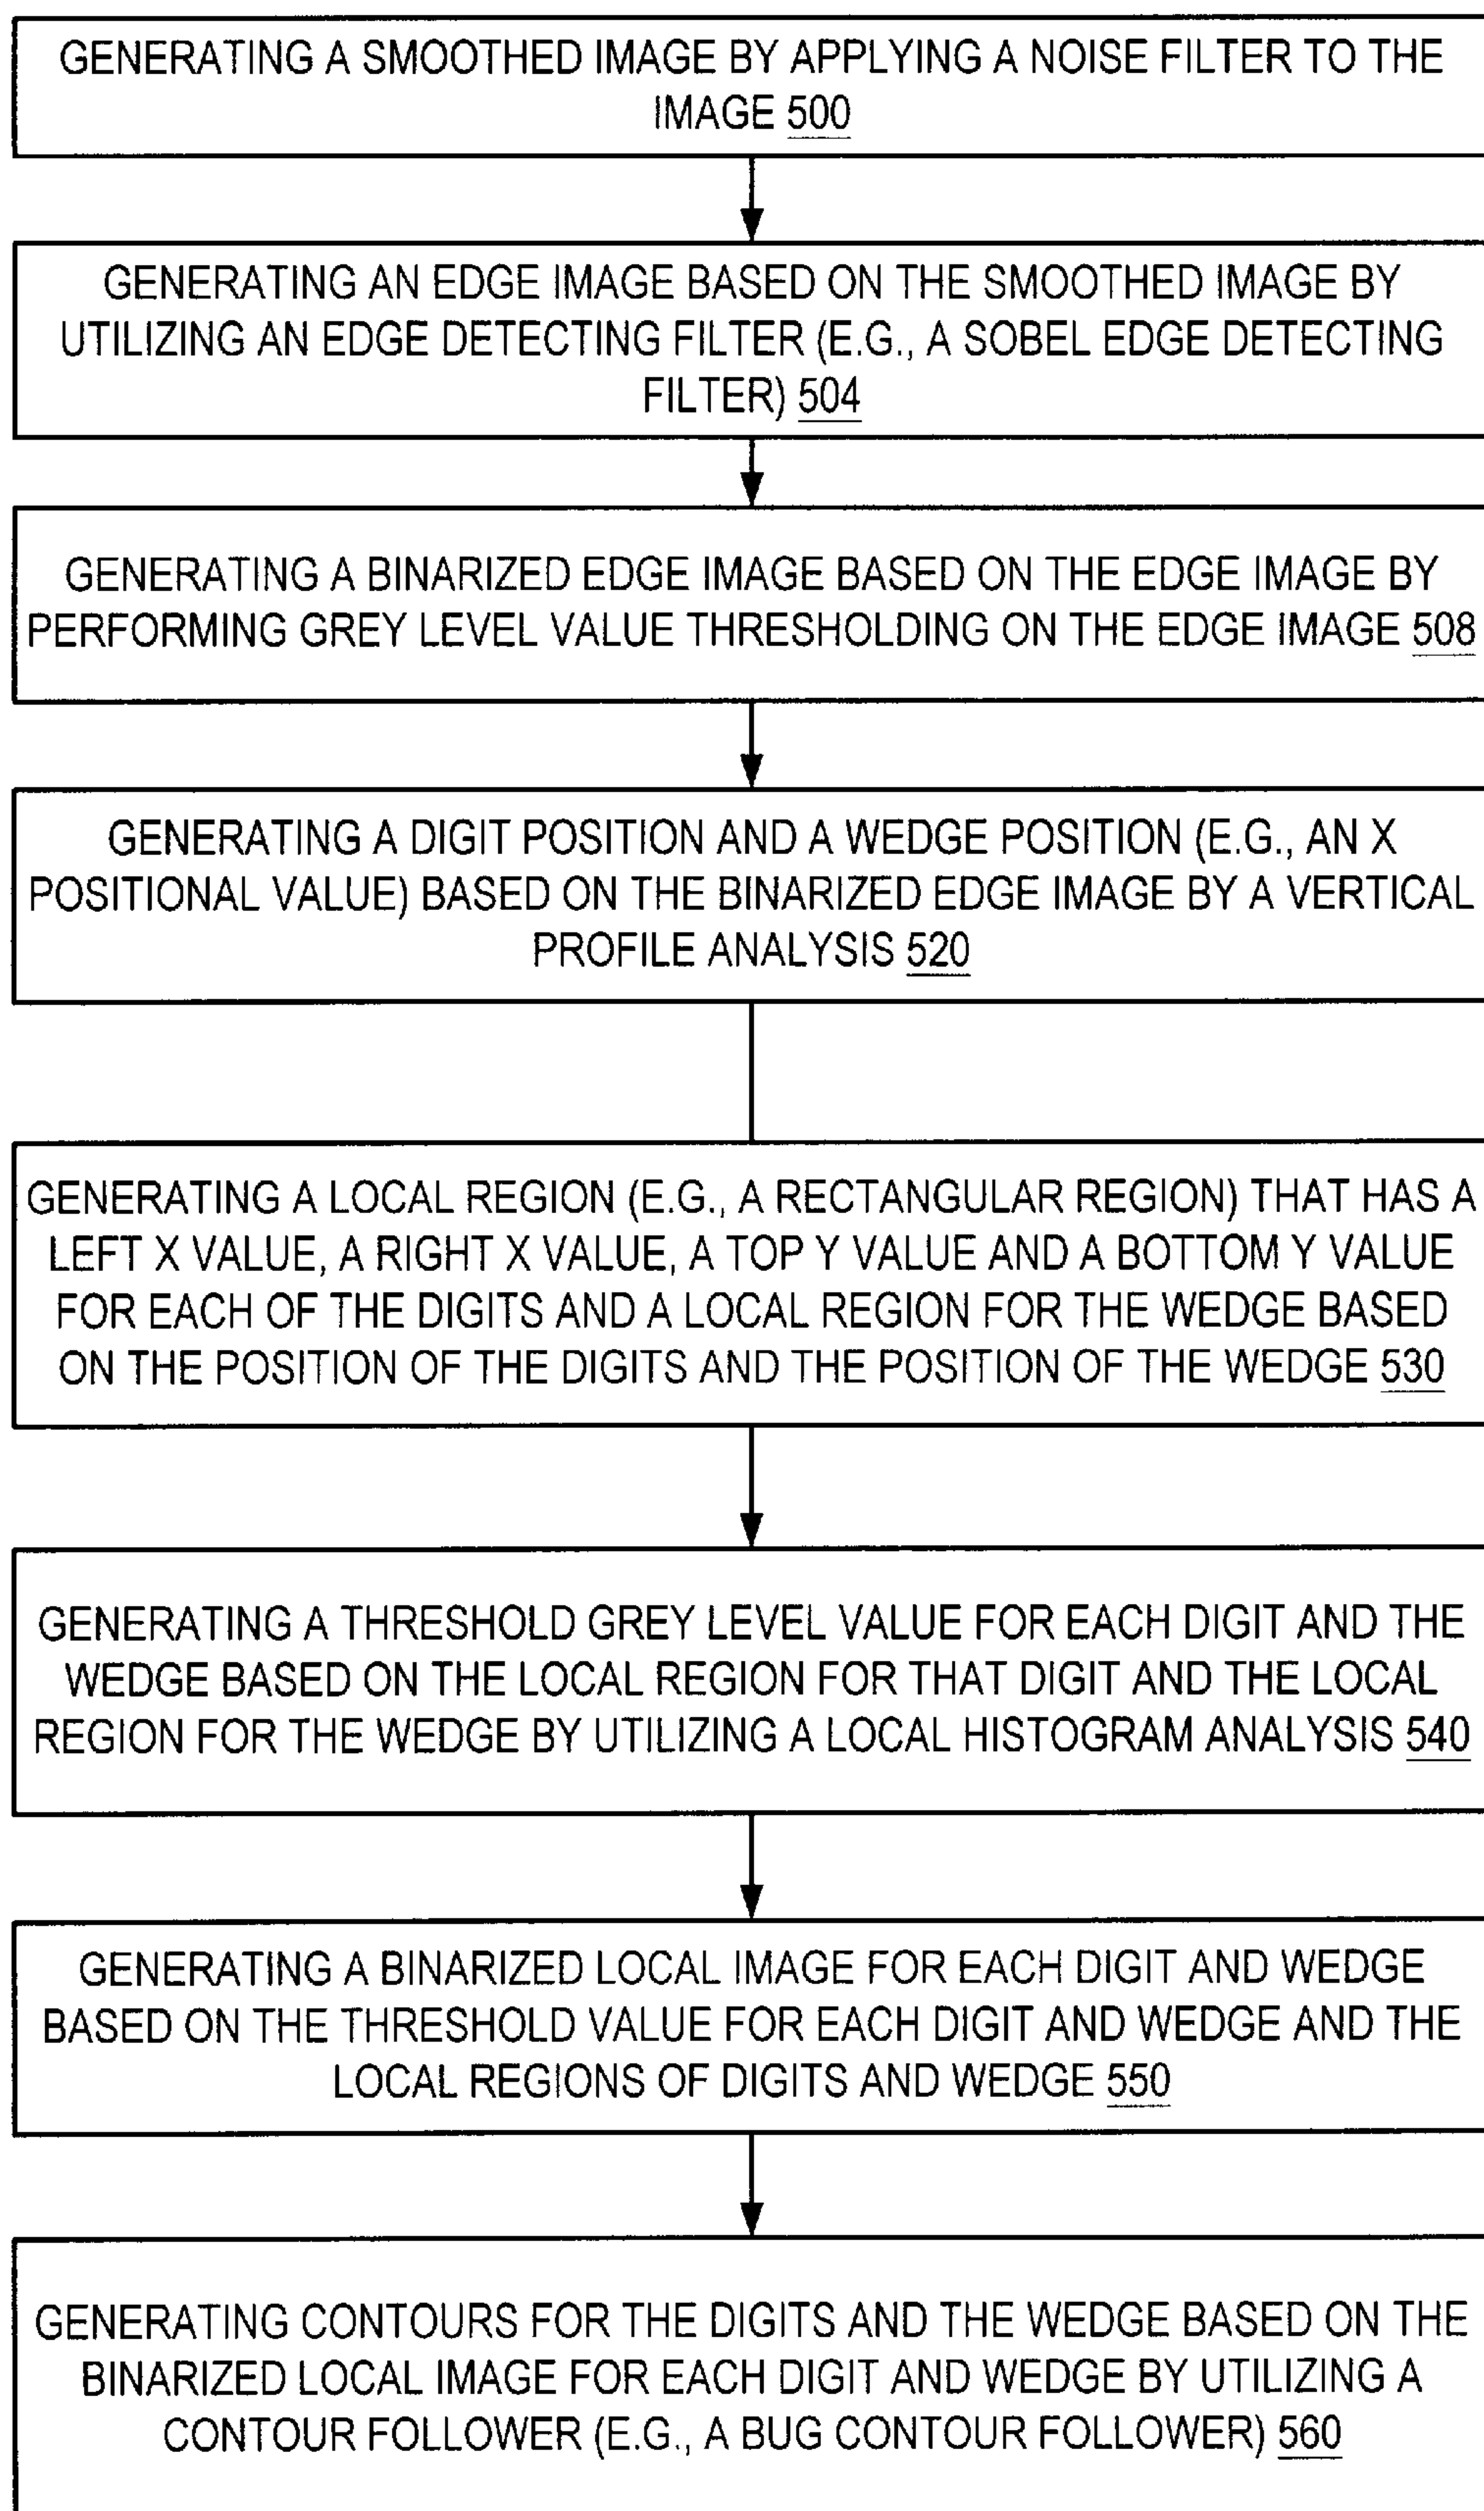 GENERATING A SMOOTHED IMAGE BY APPLYING A NOISE FILTER TO THE
IMAGE 500
GENERATING AN EDGE IMAGE BASED ON THE SMOOTHED IMAGE BY
UTILIZING AN EDGE DETECTING FILTER (E.G., A SOBEL EDGE DETECTING
FILTER) 504
GENERATING A BINARIZED EDGE IMAGE BASED ON THE EDGE IMAGE BY
PERFORMING GREY LEVEL VALUE THRESHOLDING ON THE EDGE IMAGE 508
GENERATING A DIGIT POSITION AND A WEDGE POSITION (E.G., AN X
POSITIONAL VALUE) BASED ON THE BINARIZED EDGE IMAGE BY A VERTICAL
PROFILE ANALYSIS 520
GENERATING A LOCAL REGION (E.G., A RECTANGULAR REGION) THAT HAS A
LEFT X VALUE, A RIGHT X VALUE, A TOP Y VALUE AND A BOTTOM Y VALUE
FOR EACH OF THE DIGITS AND A LOCAL REGION FOR THE WEDGE BASED
ON THE POSITION OF THE DIGITS AND THE POSITION OF THE WEDGE 530
GENERATING A THRESHOLD GREY LEVEL VALUE FOR EACH DIGIT AND THE
WEDGE BASED ON THE LOCAL REGION FOR THAT DIGIT AND THE LOCAL
REGION FOR THE WEDGE BY UTILIZING A LOCAL HISTOGRAM ANALYSIS 540
GENERATING A BINARIZED LOCAL IMAGE FOR EACH DIGIT AND WEDGE
BASED ON THE THRESHOLD VALUE FOR EACH DIGIT AND WEDGE AND THE
LOCAL REGIONS OF DIGITS AND WEDGE 550
GENERATING CONTOURS FOR THE DIGITS AND THE WEDGE BASED ON THE
BINARIZED LOCAL IMAGE FOR EACH DIGIT AND WEDGE BY UTILIZING A
CONTOUR FOLLOWER (E.G., A BUG CONTOUR FOLLOWER) 560